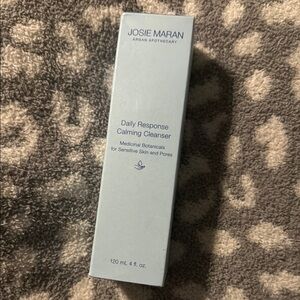 JOSIE MARAN
ARGAN APOTHECARY
Daily Response
Calming Cleanser
Medicinal Botanicals
for Sensitive Skin and Pores
120 mL 4 fl. oz.